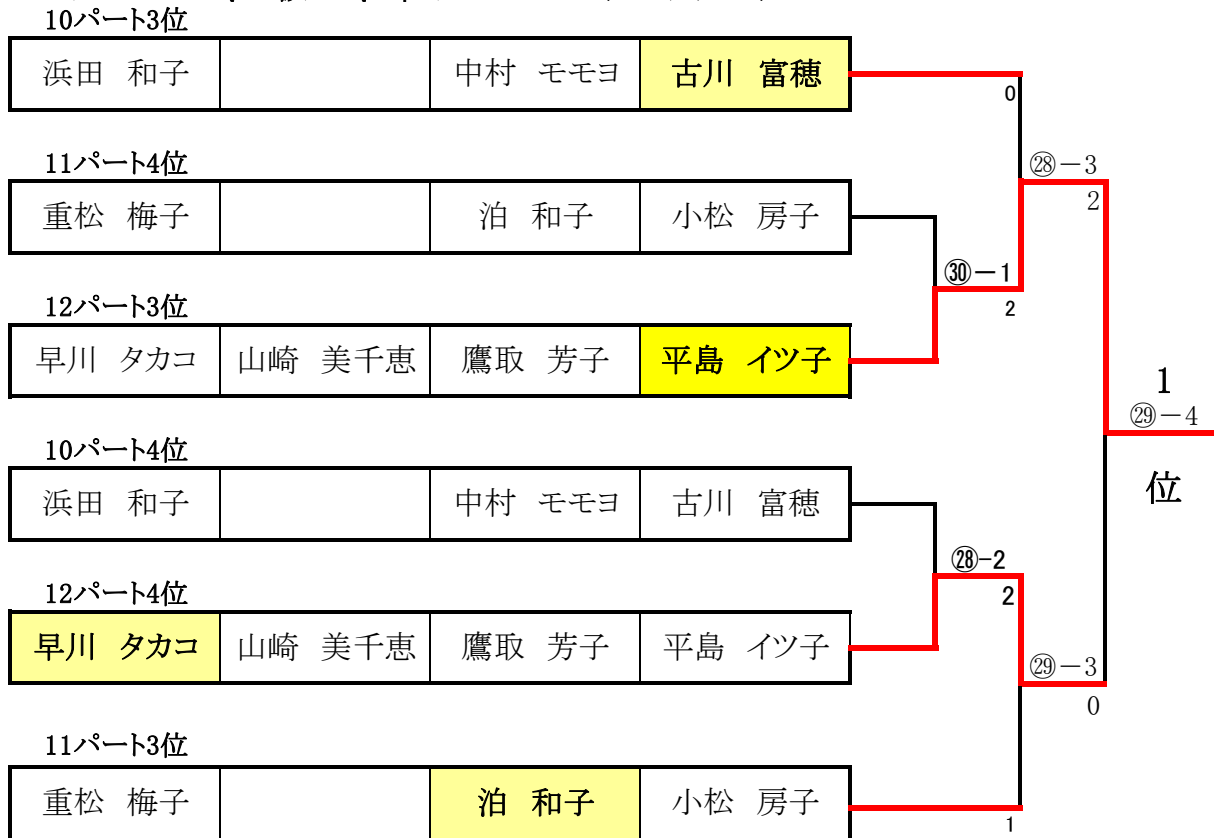 10パート3位
浜田 和子 中村 モモヨ 古川 富穂
0
11パート4位
㉘－3
2
重松 梅子 泊 和子 小松 房子
㉚－1
2
12パート3位
早川 タカコ 山崎 美千恵 鷹取 芳子 平島 イツ子
1
㉙－4
位
10パート4位
浜田 和子 中村 モモヨ 古川 富穂
㉘-2
2
12パート4位
早川 タカコ 山崎 美千恵 鷹取 芳子 平島 イツ子
㉙－3
0
11パート3位
重松 梅子 泊 和子 小松 房子
1